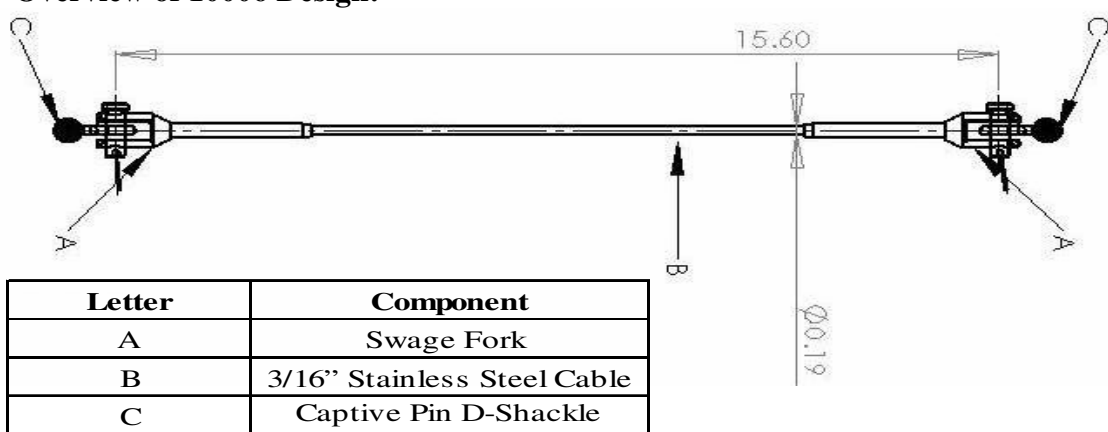 Overview of Design:
C
C
15.60
A
A
B
Ø0.19
Letter Component
A Swage Fork
B 3/16” Stainless Steel Cable
C Captive Pin D-Shackle